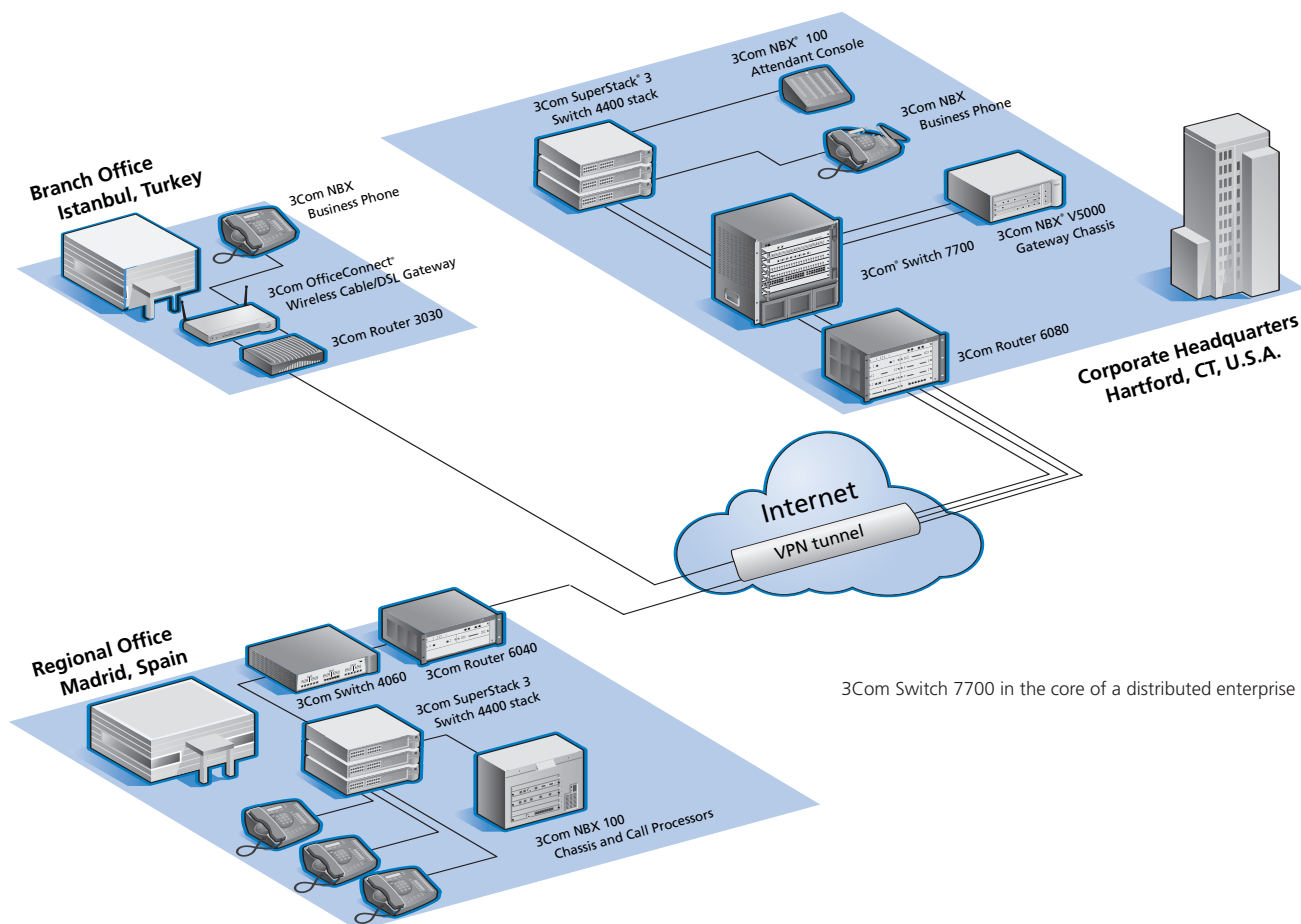 3Com NBX® 100
Attendant Console
3Com SuperStack® 3
Switch 4400 stack
3Com NBX
Business Phone
3Com NBX® V5000
Gateway Chassis
3Com® Switch 7700
3Com Router 6080
Corporate Headquarters
Hartford, CT, U.S.A.
Branch Office
Istanbul, Turkey
3Com NBX
Business Phone
3Com OfficeConnect®
Wireless Cable/DSL Gateway
3Com Router 3030
Internet
VPN tunnel
Regional Office
Madrid, Spain
3Com Router 6040
3Com Switch 4060
3Com SuperStack 3
Switch 4400 stack
3Com NBX 100
Chassis and Call Processors
3Com Switch 7700 in the core of a distributed enterprise